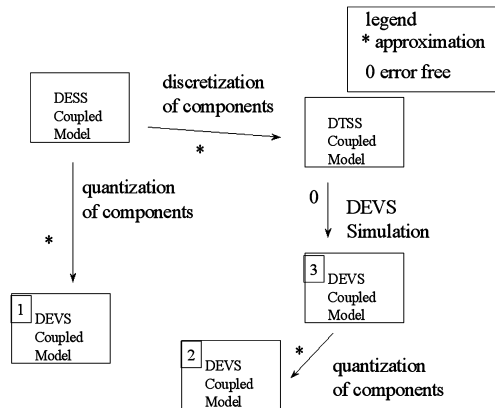 legend
* approximation
0 error free
discretization
of components
*
DESS
Coupled
Model
DTSS
Coupled
Model
quantization
of components
*
0
DEVS
Simulation
1
DEVS
Coupled
Model
3
DEVS
Coupled
Model
2
DEVS
Coupled
Model
*
quantization
of components